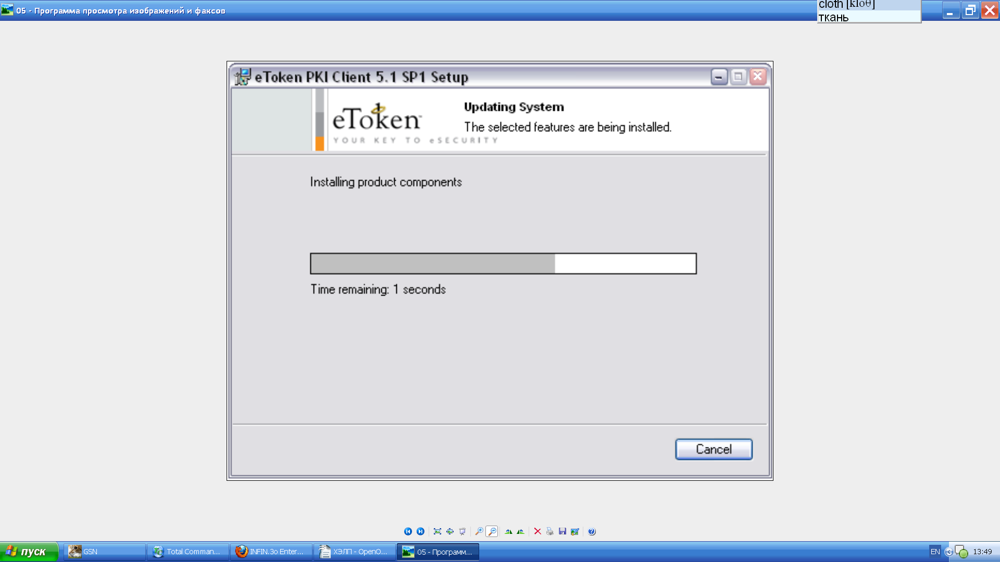 05 - Программа просмотра изображений и факсов
cloth [kloθ]
ткань
eToken PKI Client 5.1 SP1 Setup
eToken
YOUR KEY TO eSECURITY
Updating System
The selected features are being installed.
Installing product components
Time remaining: 1 seconds
Cancel
пуск
GSN
Total Comman...
INFIN.Зо Enter...
ХЭЛП - OpenO...
05 - Программ...
EN
13:49